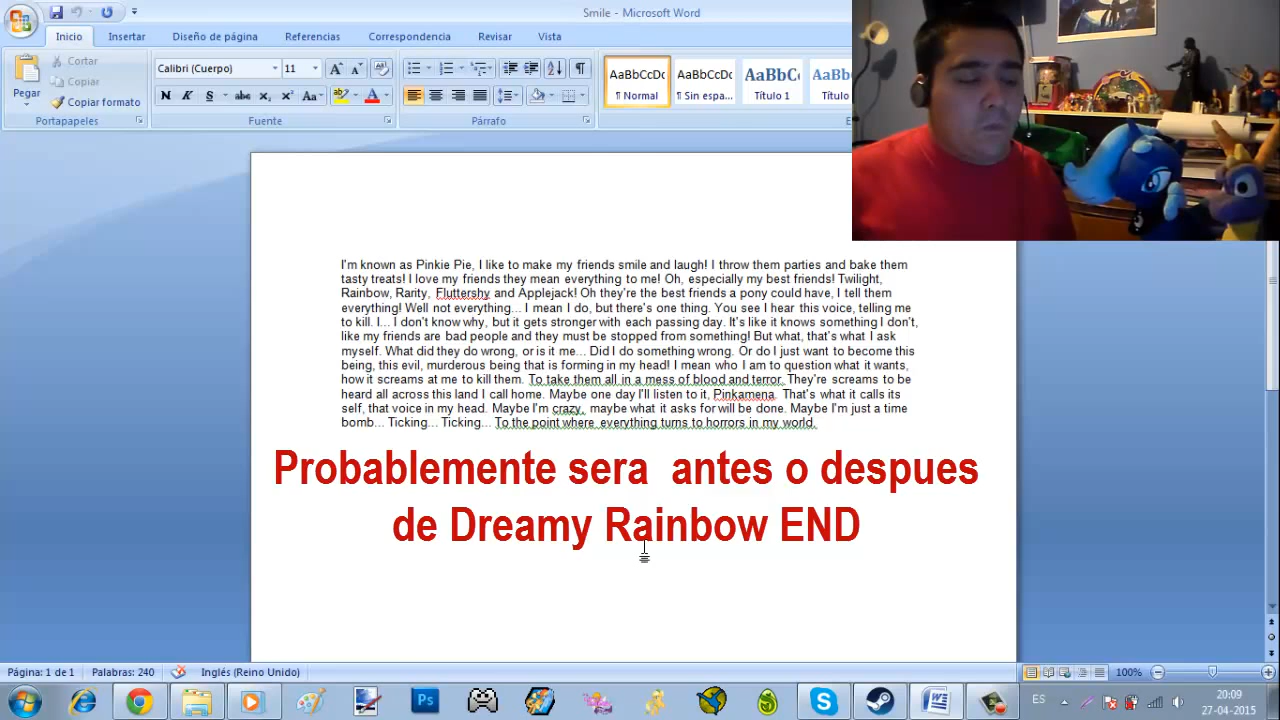 Smile - Microsoft Word
Inicio Insertar Diseño de página Referencias Correspondencia Revisar Vista
Cortar
Copiar
Pegar
Copiar formato
Calibri (Cuerpo) 11
N K S abc x₂ x² Aa
AaBbCcDc AaBbCcDc AaBbCc AaBbCc
¶ Normal ¶ Sin espa... Título 1 Título
Portapapeles Fuente Párrafo
I'm known as Pinkie Pie, I like to make my friends smile and laugh! I throw them parties and bake them
tasty treats! I love my friends they mean everything to me! Oh, especially my best friends! Twilight,
Rainbow, Rarity, Fluttershy and Applejack! Oh they're the best friends a pony could have, I tell them
everything! Well not everything... I mean I do, but there's one thing. You see I hear this voice, telling me
to kill. I... I don't know why, but it gets stronger with each passing day. It's like it knows something I don't,
like my friends are bad people and they must be stopped from something! But what, that's what I ask
myself. What did they do wrong, or is it me... Did I do something wrong. Or do I just want to become this
being, this evil, murderous being that is forming in my head! I mean who I am to question what it wants,
how it screams at me to kill them. To take them all in a mess of blood and terror. They're screams to be
heard all across this land I call home. Maybe one day I'll listen to it, Pinkamena. That's what it calls its
self, that voice in my head. Maybe I'm crazy, maybe what it asks for will be done. Maybe I'm just a time
bomb... Ticking... Ticking... To the point where everything turns to horrors in my world.
Probablemente sera antes o despues
de Dreamy Rainbow END
Página: 1 de 1 Palabras: 240 Inglés (Reino Unido) 100%
ES 20:09
27-04-2015